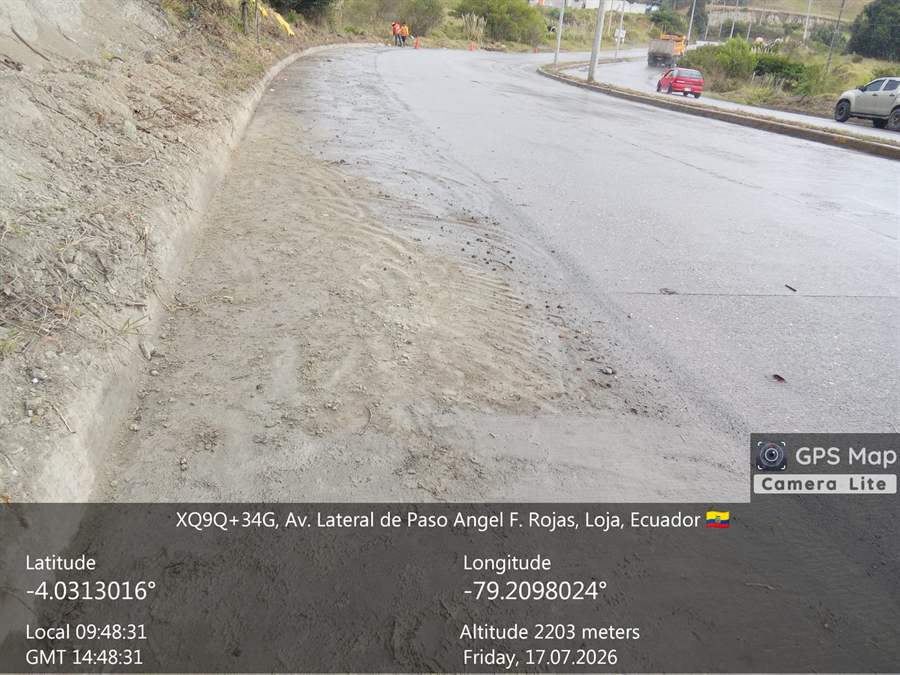 GPS Map
Camera Lite
XQ9Q+34G, Av. Lateral de Paso Angel F. Rojas, Loja, Ecuador
Latitude
-4.0313016°
Longitude
-79.2098024°
Local 09:48:31
GMT 14:48:31
Altitude 2203 meters
Friday, 17.07.2026